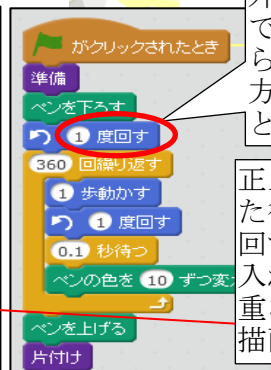 がクリックされたとき
準備
ペンを下ろす
1 度回す
360 回繰り返す
1 歩動かす
1 度回す
0.1 秒待つ
ペンの色を 10 ずつ変
ペンを上げる
片付け
で
ら
方
と
正
た
回
入
重
描画